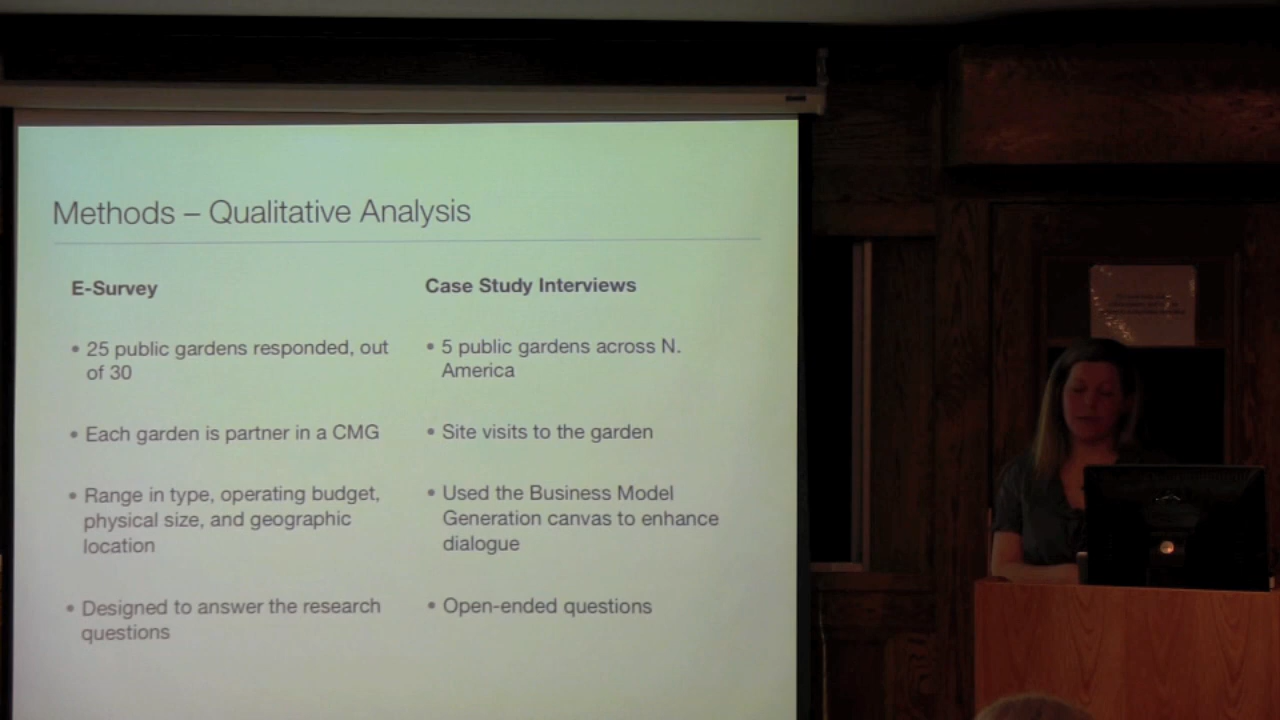 Methods – Qualitative Analysis
E-Survey
• 25 public gardens responded, out
of 30
• Each garden is partner in a CMG
• Range in type, operating budget,
physical size, and geographic
location
• Designed to answer the research
questions
Case Study Interviews
• 5 public gardens across N.
America
• Site visits to the garden
• Used the Business Model
Generation canvas to enhance
dialogue
• Open-ended questions